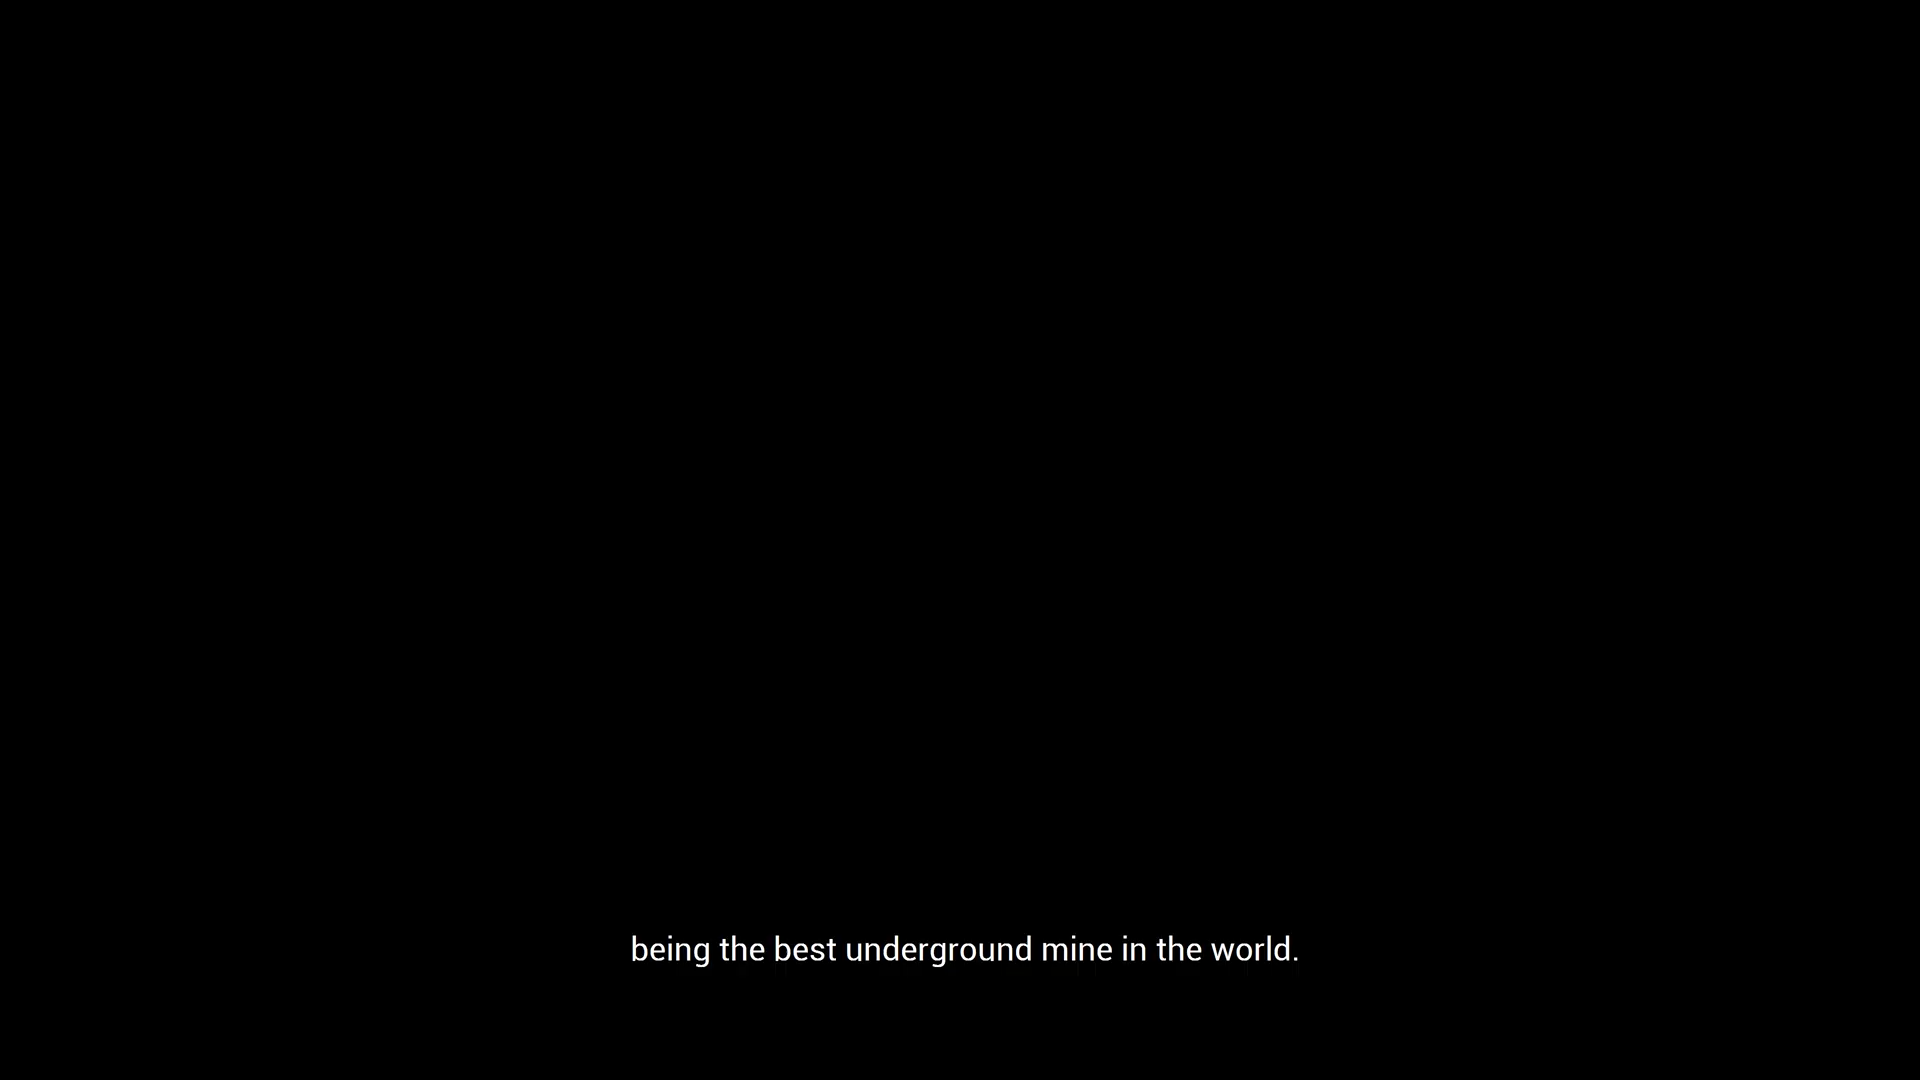 being the best underground mine in the world.